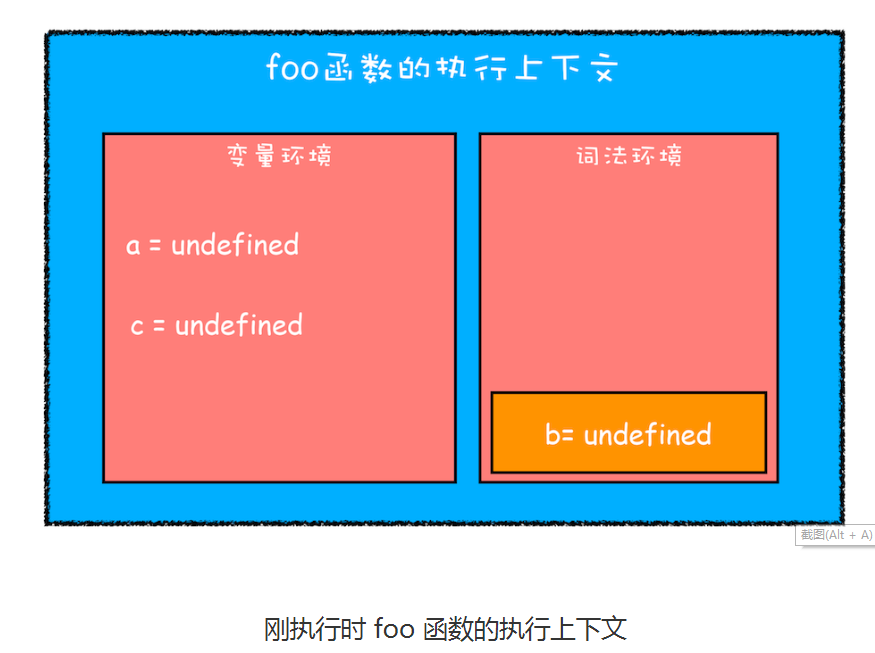 foo函数的执行上下文
变量环境
词法环境
a = undefined
c = undefined
b= undefined
截图(Alt + A)
刚执行时 foo 函数的执行上下文